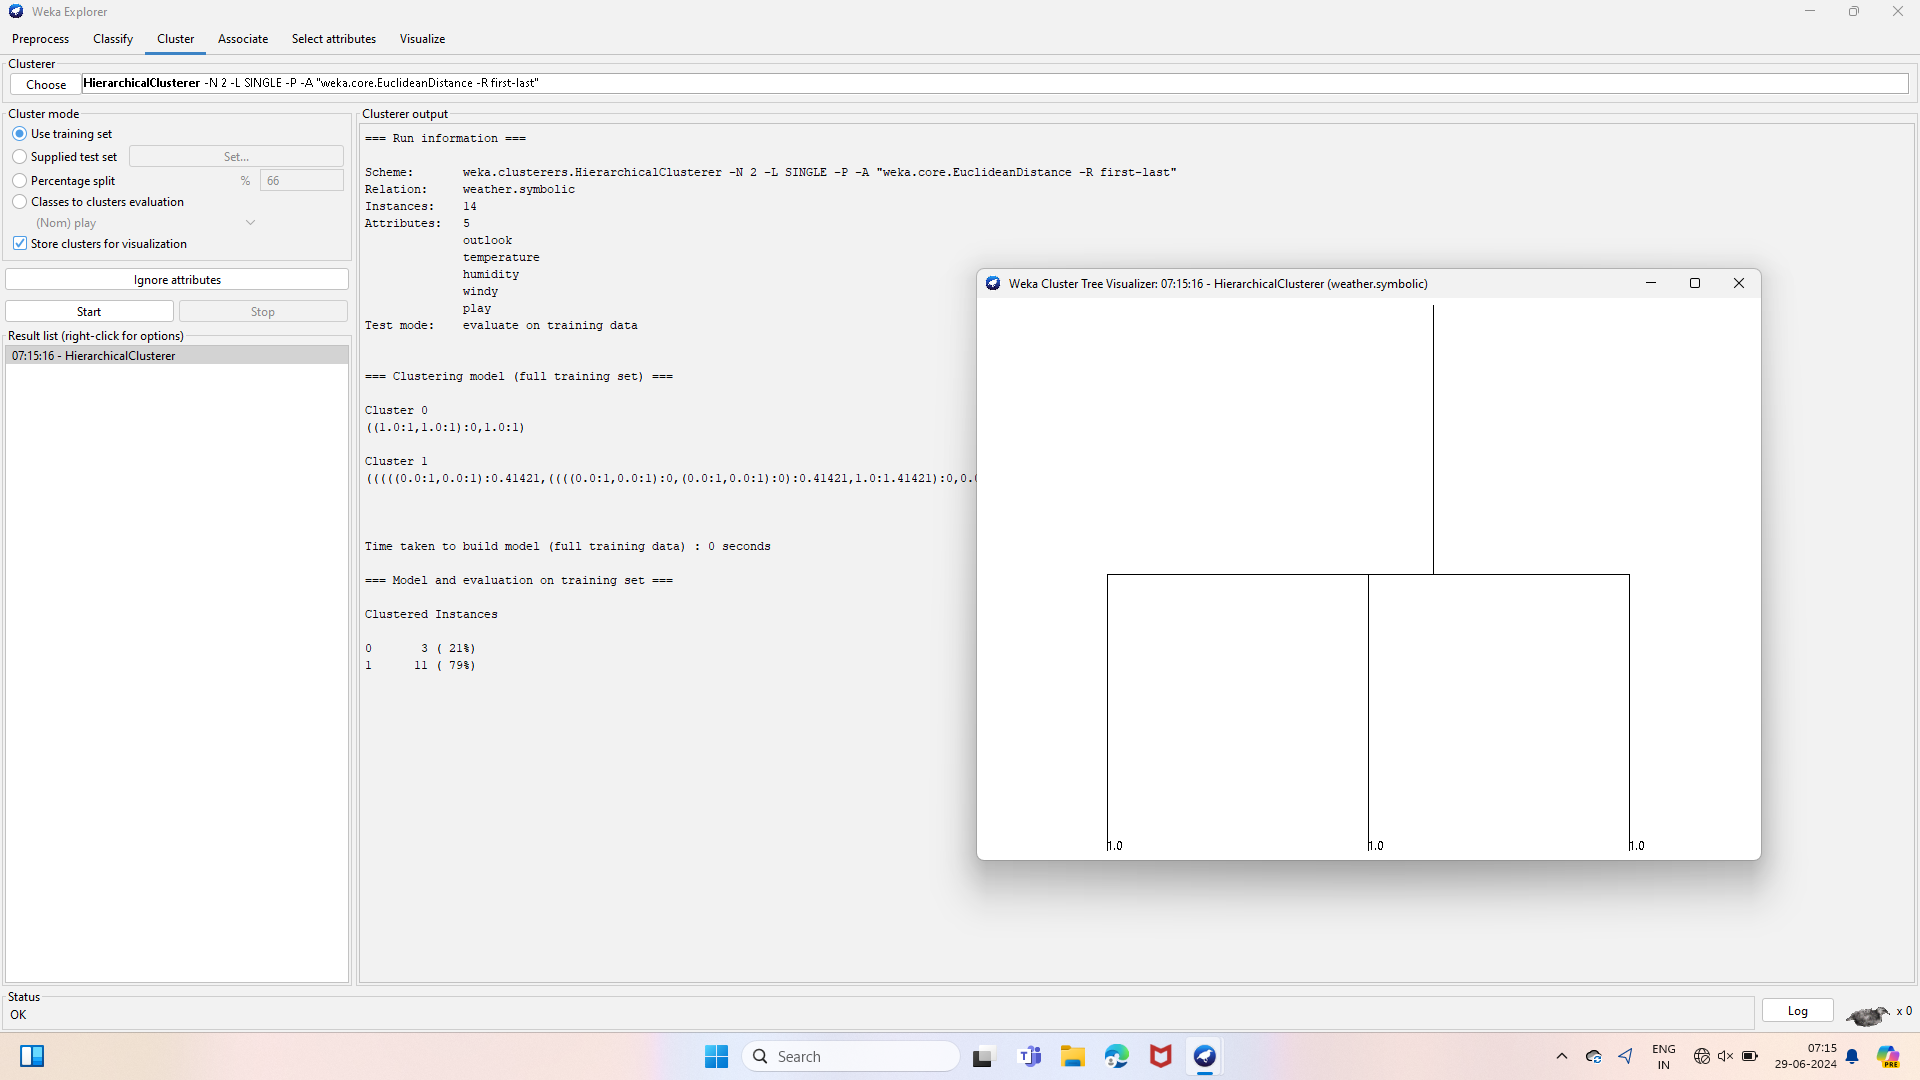 Weka Explorer
Preprocess Classify Cluster Associate Select attributes Visualize
Clusterer
Choose HierarchicalClusterer -N 2 -L SINGLE -P -A "weka.core.EuclideanDistance -R first-last"
Cluster mode
Use training set
Supplied test set Set...
Percentage split % 66
Classes to clusters evaluation
(Nom) play
Store clusters for visualization
Ignore attributes
Start Stop
Result list (right-click for options)
07:15:16 - HierarchicalClusterer
Clusterer output
=== Run information ===
Scheme: weka.clusterers.HierarchicalClusterer -N 2 -L SINGLE -P -A "weka.core.EuclideanDistance -R first-last"
Relation: weather.symbolic
Instances: 14
Attributes: 5
outlook
temperature
humidity
windy
play
Test mode: evaluate on training data
=== Clustering model (full training set) ===
Cluster 0
((1.0:1,1.0:1):0,1.0:1)
Cluster 1
(((((0.0:1,0.0:1):0.41421,((((0.0:1,0.0:1):0,(0.0:1,0.0:1):0):0.41421,1.0:1.41421):0,0.
Time taken to build model (full training data) : 0 seconds
=== Model and evaluation on training set ===
Clustered Instances
0 3 ( 21%)
1 11 ( 79%)
Weka Cluster Tree Visualizer: 07:15:16 - HierarchicalClusterer (weather.symbolic)
1.0 1.0 1.0
Status
OK
Log x 0
Search
ENG
IN
07:15
29-06-2024
PRE